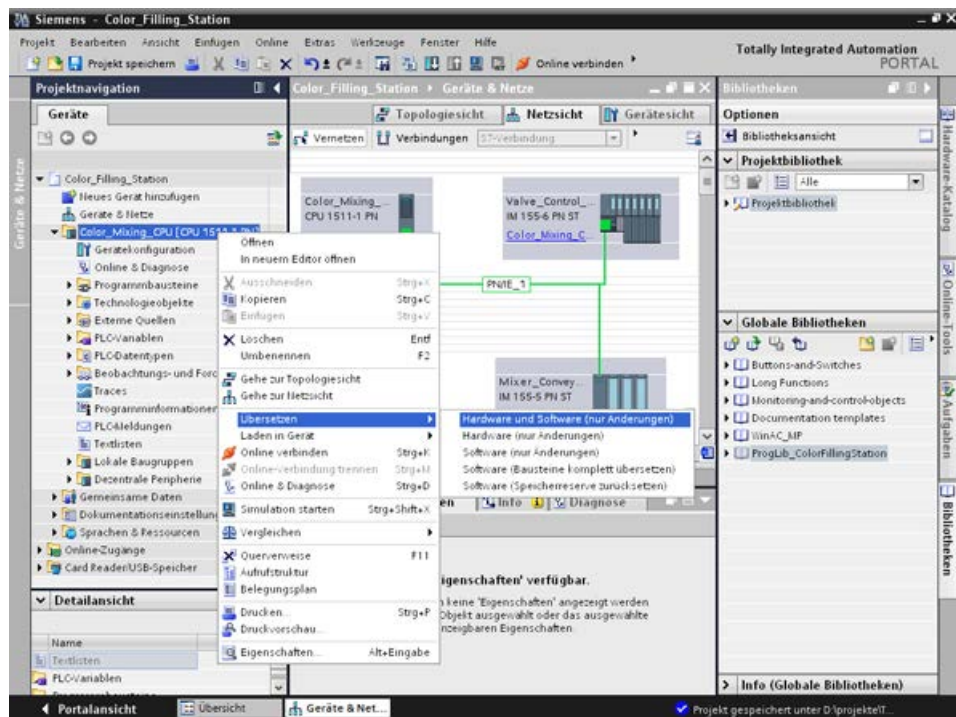 Siemens - Color_Filling_Station
Projekt Bearbeiten Ansicht Einfügen Online Extras Werkzeuge Fenster Hilfe
Totally Integrated Automation
PORTAL
Projekt speichern
Online verbinden
Projektnavigation
Geräte
Geräte & Netze
Color_Filling_Station
Neues Gerät hinzufügen
Geräte & Netze
Color_Mixing_CPU [CPU 1511-1 PN]
Gerätekonfiguration
Online & Diagnose
Programmbausteine
Technologieobjekte
Externe Quellen
PLC-Variablen
PLC-Datentypen
Beobachtungs- und Forc
Traces
Programminformationen
PLC-Meldungen
Textlisten
Lokale Baugruppen
Dezentrale Peripherie
Gemeinsame Daten
Dokumentationseinstellun
Sprachen & Ressourcen
Online-Zugänge
Card Reader/USB-Speicher
Detailansicht
Name
Textlisten
PLC-Variablen
Öffnen
In neuem Editor öffnen
Ausschneiden Strg+X
Kopieren Strg+C
Einfügen Strg+V
Löschen Entf
Umbenennen F2
Gehe zur Topologiesicht
Gehe zur Netzsicht
Übersetzen
Laden in Gerät
Online verbinden Strg+K
Online-Verbindung trennen Strg+M
Online & Diagnose Strg+D
Simulation starten Strg+Shift+X
Vergleichen
Querverweise F11
Aufrufstruktur
Belegungsplan
Drucken... Strg+P
Druckvorschau...
Eigenschaften... Alt+Eingabe
Hardware und Software (nur Änderungen)
Hardware (nur Änderungen)
Software (nur Änderungen)
Software (Bausteine komplett übersetzen)
Software (Speicherreserve zurücksetzen)
Color_Filling_Station Geräte & Netze
Topologiesicht Netzsicht Gerätesicht
Vernetzen Verbindungen S7-Verbindung
Color_Mixing_...
CPU 1511-1 PN
Valve_Control_...
IM 155-6 PN ST
Color_Mixing_C...
PN/IE_1
Mixer_Convey...
IM 155-5 PN ST
en Info Diagnose
igenschaften' verfügbar.
n keine 'Eigenschaften' angezeigt werden
Objekt ausgewählt oder das ausgewählte
nzeigbaren Eigenschaften.
Bibliotheken
Optionen
Bibliotheksansicht
Projektbibliothek
Alle
Projektbibliothek
Globale Bibliotheken
Buttons-and-Switches
Long Functions
Monitoring-and-control-objects
Documentation templates
WinAC_MP
ProgLib_ColorFillingStation
Info (Globale Bibliotheken)
Hardware-Katalog
Online-Tools
Aufgaben
Bibliotheken
Portalansicht
Übersicht
Geräte & Net...
Projekt gespeichert unter D:\projekte\T...